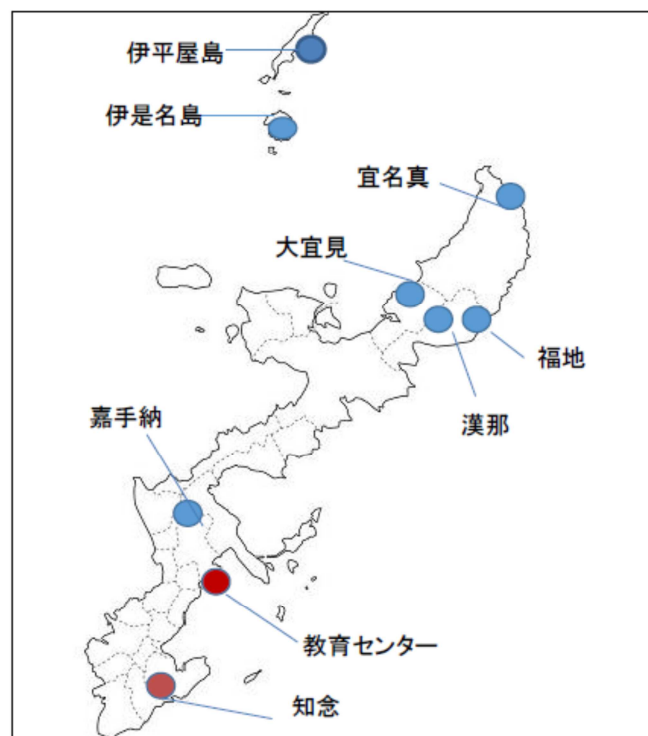 伊平屋島
伊是名島
宜名真
大宜見
福地
漢那
嘉手納
教育センター
知念